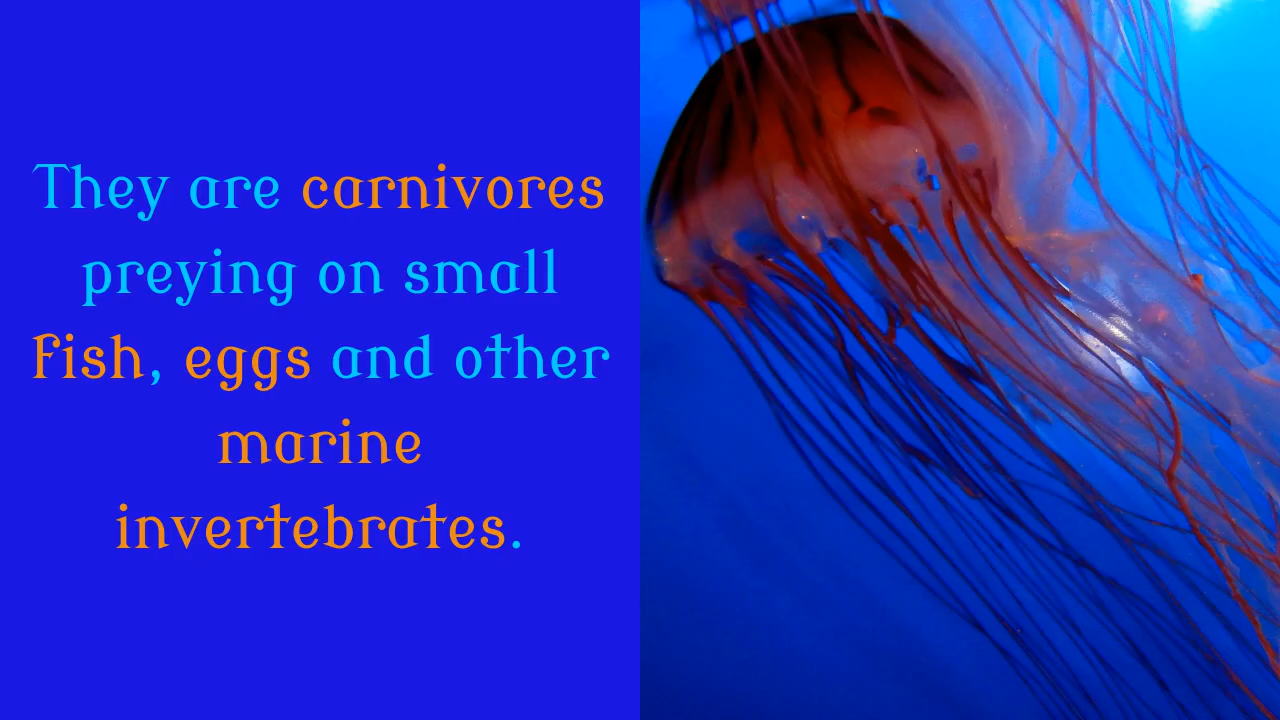 They are carnivores
preying on small
fish, eggs and other
marine
invertebrates.